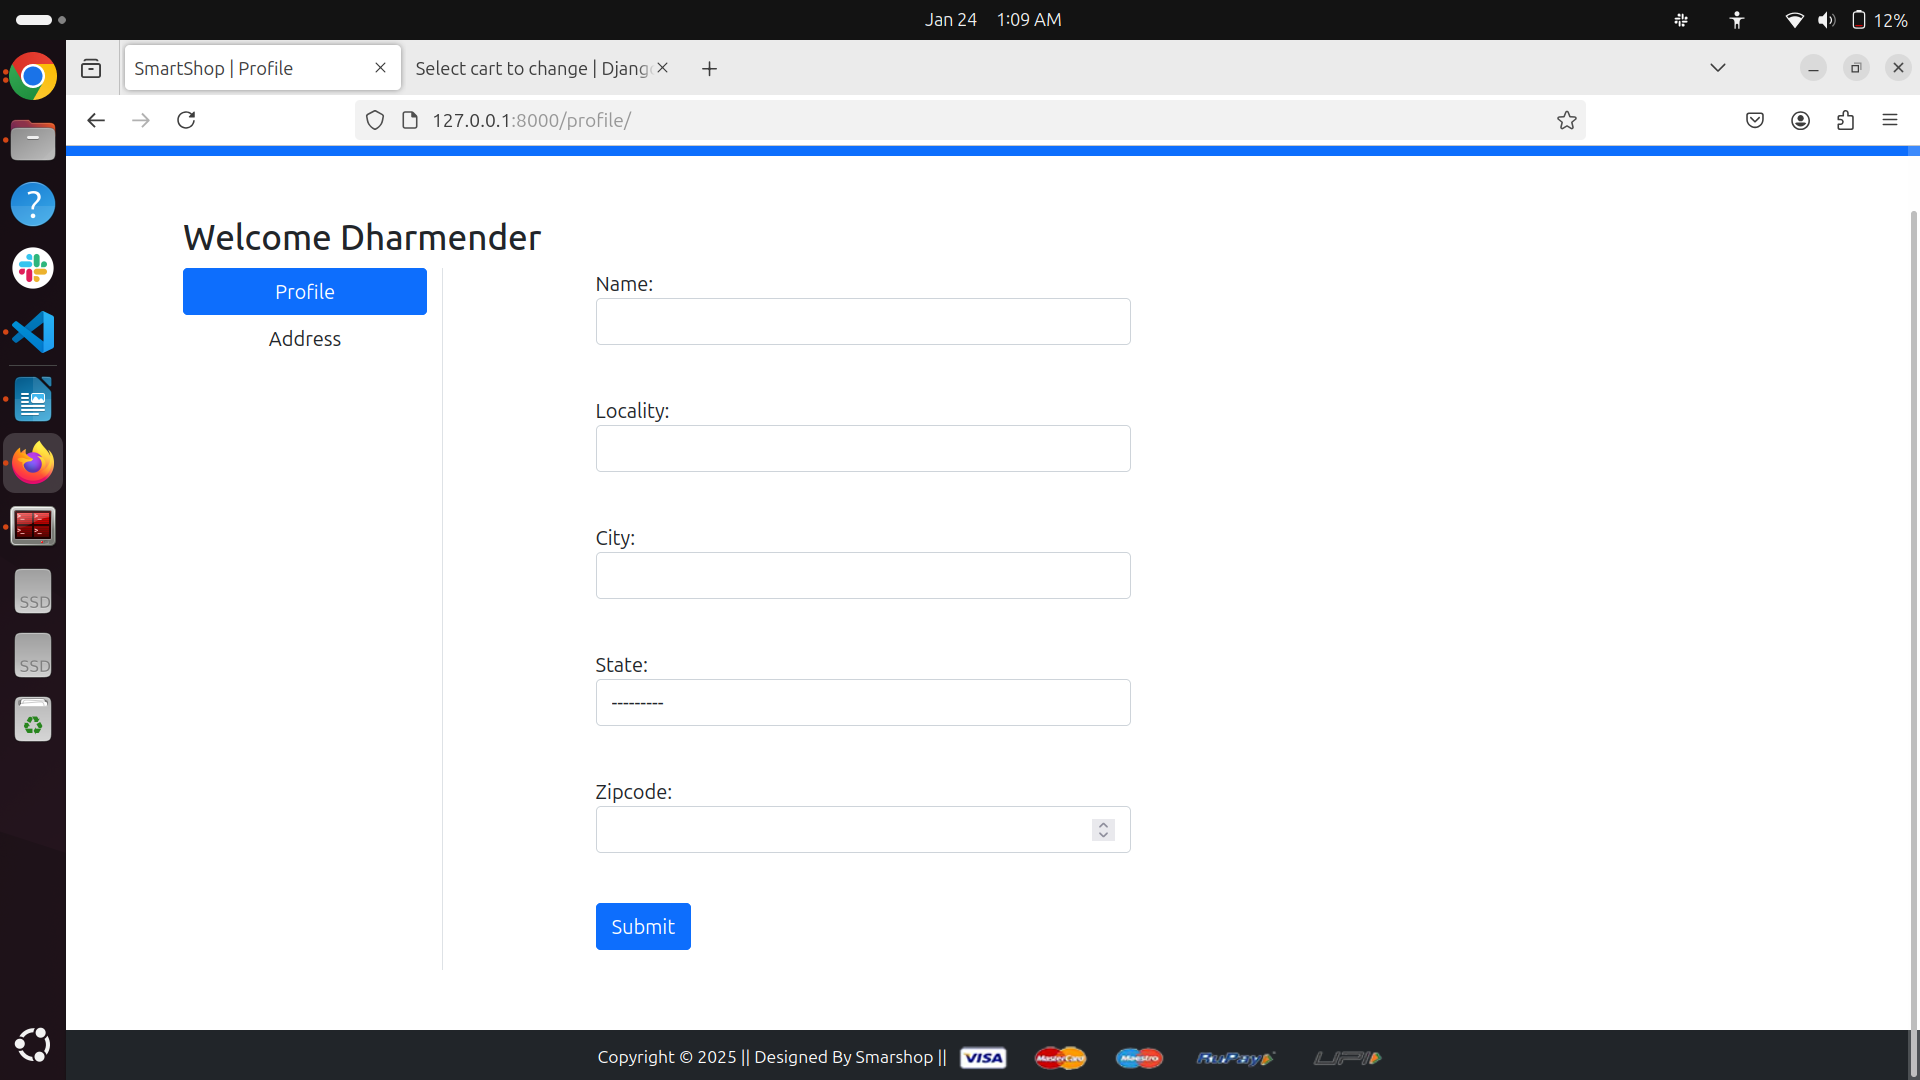 Jan 24 1:09 AM
12%
SmartShop | Profile
Select cart to change | Djang
127.0.0.1:8000/profile/
Welcome Dharmender
Profile
Address
Name:
Locality:
City:
State:
---------
Zipcode:
Submit
SSD
SSD
Copyright © 2025 || Designed By Smarshop ||
VISA
MasterCard
Maestro
RuPay
UPI